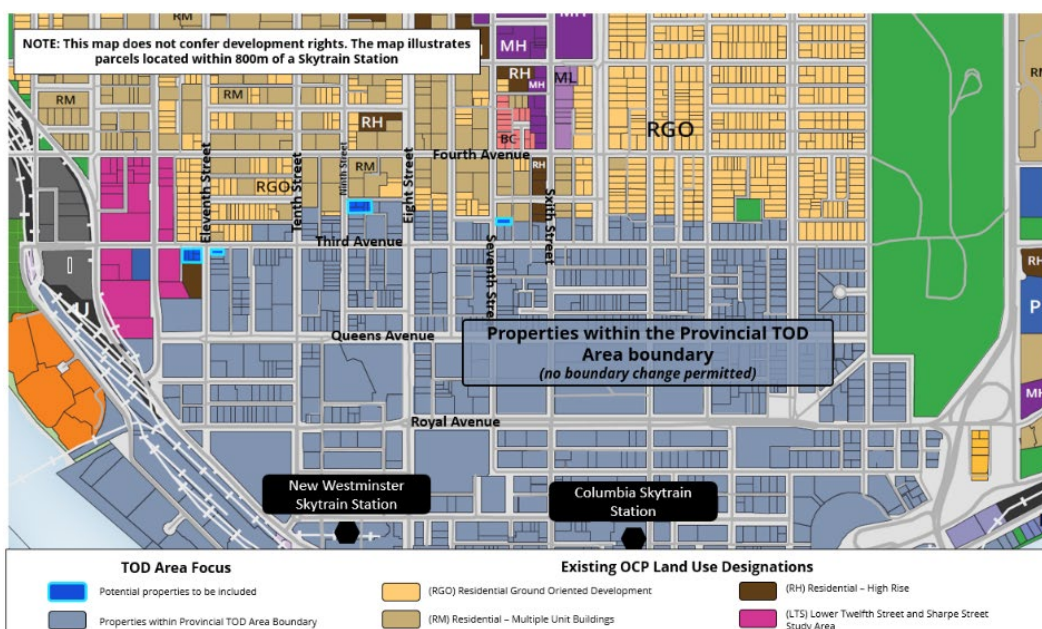 NOTE: This map does not confer development rights. The map illustrates
parcels located within 800m of a Skytrain Station
MH
RH
MH
ML
RM
RM
RM
RH
BC
RGO
Fourth Avenue
RH
RM
RGO
Eleventh Street
Tenth Street
Ninth Street
Eight Street
Sixth Street
Third Avenue
Seventh Stree
RH
I
U
P
MH
Queens Avenue
Properties within the Provincial TOD
Area boundary
(no boundary change permitted)
Royal Avenue
New Westminster
Skytrain Station
Columbia Skytrain
Station
TOD Area Focus
Potential properties to be included
Properties within Provincial TOD Area Boundary
Existing OCP Land Use Designations
(RGO) Residential Ground Oriented Development
(RM) Residential – Multiple Unit Buildings
(RH) Residential – High Rise
(LTS) Lower Twelfth Street and Sharpe Street
Study Area